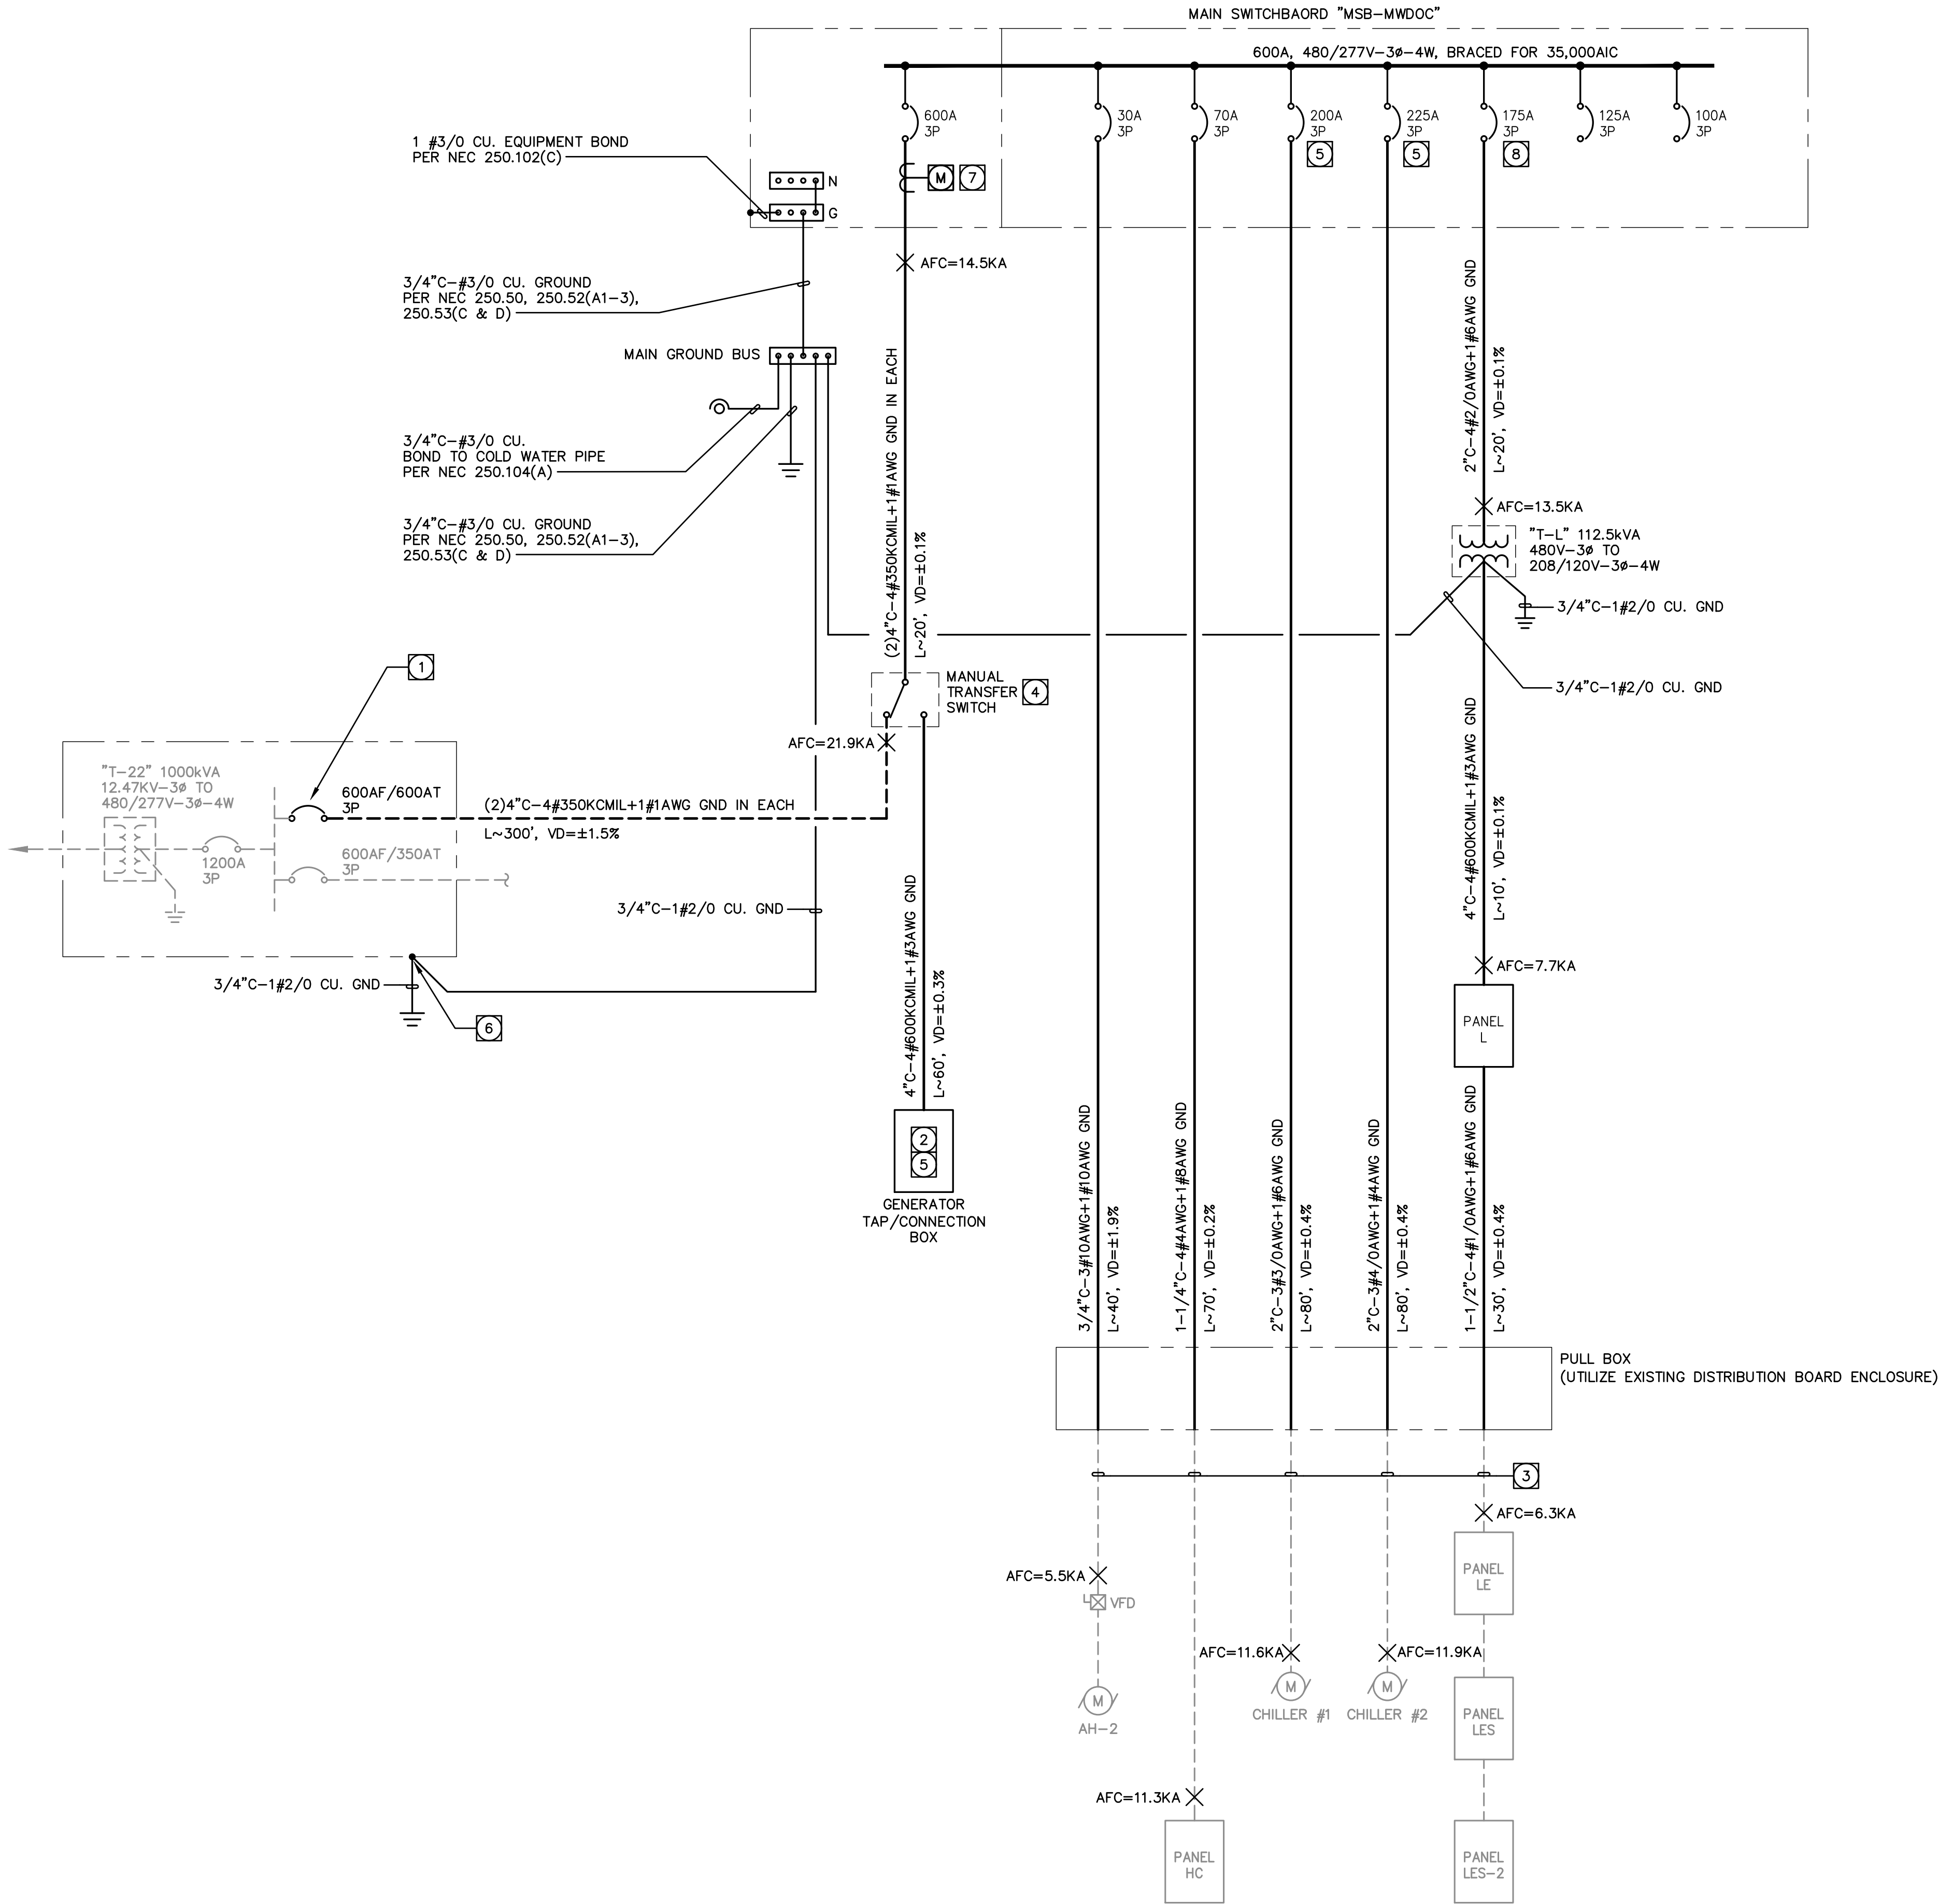 MAIN SWITCHBAORD "MSB-MWDOC"
600A, 480/277V-3ø-4W, BRACED FOR 35,000AIC
600A
3P
30A
3P
70A
3P
200A
3P
5
225A
3P
5
175A
3P
8
125A
3P
100A
3P
M
7
1 #3/0 CU. EQUIPMENT BOND
PER NEC 250.102(C)
N
G
AFC=14.5KA
3/4"C-#3/0 CU. GROUND
PER NEC 250.50, 250.52(A1-3),
250.53(C & D)
MAIN GROUND BUS
3/4"C-#3/0 CU.
BOND TO COLD WATER PIPE
PER NEC 250.104(A)
3/4"C-#3/0 CU. GROUND
PER NEC 250.50, 250.52(A1-3),
250.53(C & D)
(2)4"C-4#350KCMIL+1#1AWG GND IN EACH
L~20', VD=±0.1%
2"C-4#2/0AWG+1#6AWG GND
L~20', VD=±0.1%
AFC=13.5KA
"T-L" 112.5kVA
480V-3ø TO
208/120V-3ø-4W
3/4"C-1#2/0 CU. GND
3/4"C-1#2/0 CU. GND
1
MANUAL
TRANSFER
SWITCH
4
AFC=21.9KA
"T-22" 1000kVA
12.47KV-3ø TO
480/277V-3ø-4W
1200A
3P
600AF/600AT
3P
600AF/350AT
3P
(2)4"C-4#350KCMIL+1#1AWG GND IN EACH
L~300', VD=±1.5%
3/4"C-1#2/0 CU. GND
3/4"C-1#2/0 CU. GND
6
4"C-4#600KCMIL+1#3AWG GND
L~60', VD=±0.3%
2
5
GENERATOR
TAP/CONNECTION
BOX
4"C-4#600KCMIL+1#3AWG GND
L~10', VD=±0.1%
AFC=7.7KA
PANEL
L
3/4"C-3#10AWG+1#10AWG GND
L~40', VD=±1.9%
1-1/4"C-4#4AWG+1#8AWG GND
L~70', VD=±0.2%
2"C-3#3/0AWG+1#6AWG GND
L~80', VD=±0.4%
2"C-3#4/0AWG+1#4AWG GND
L~80', VD=±0.4%
1-1/2"C-4#1/0AWG+1#6AWG GND
L~30', VD=±0.4%
PULL BOX
(UTILIZE EXISTING DISTRIBUTION BOARD ENCLOSURE)
3
AFC=6.3KA
PANEL
LE
AFC=5.5KA
VFD
AFC=11.6KA
AFC=11.9KA
M
AH-2
M
CHILLER #1
M
CHILLER #2
PANEL
LES
AFC=11.3KA
PANEL
HC
PANEL
LES-2